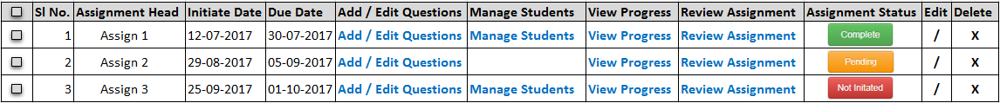 Sl No. Assignment Head Initiate Date Due Date Add / Edit Questions Manage Students View Progress Review Assignment Assignment Status Edit Delete
1 Assign 1 12-07-2017 30-07-2017 Add / Edit Questions Manage Students View Progress Review Assignment Complete / X
2 Assign 2 29-08-2017 05-09-2017 Add / Edit Questions View Progress Review Assignment Pending / X
3 Assign 3 25-09-2017 01-10-2017 Add / Edit Questions Manage Students View Progress Review Assignment Not Initated / X